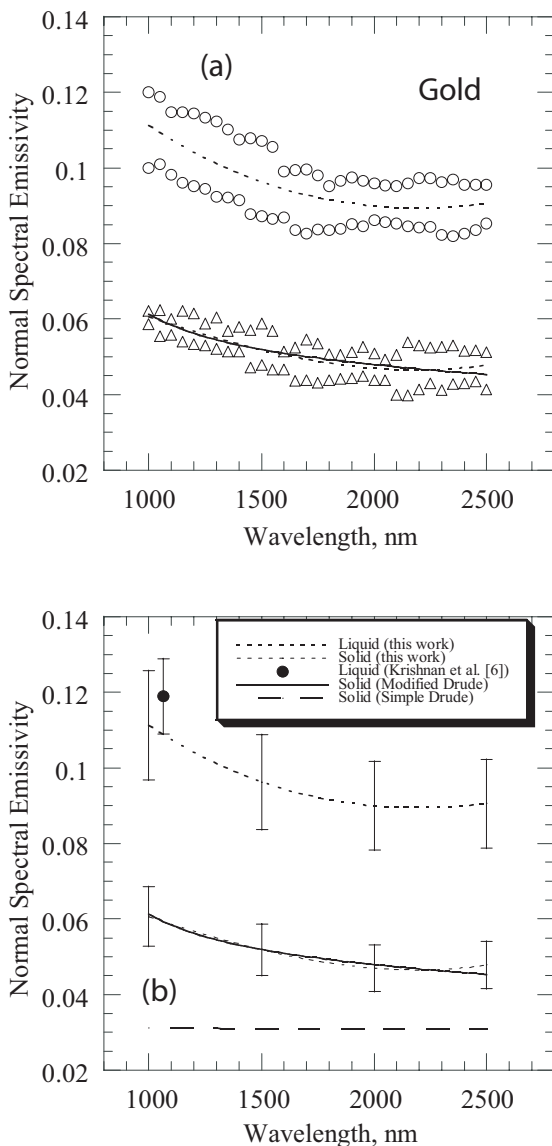 0.14
(a)
Gold
0.12
0.1
0.08
0.06
0.04
0.02
Normal Spectral Emissivity
1000
1500
2000
2500
Wavelength, nm
0.14
Liquid (this work)
Solid (this work)
Liquid (Krishnan et al. [6])
Solid (Modified Drude)
Solid (Simple Drude)
0.12
0.1
0.08
0.06
0.04
(b)
0.02
Normal Spectral Emissivity
1000
1500
2000
2500
Wavelength, nm